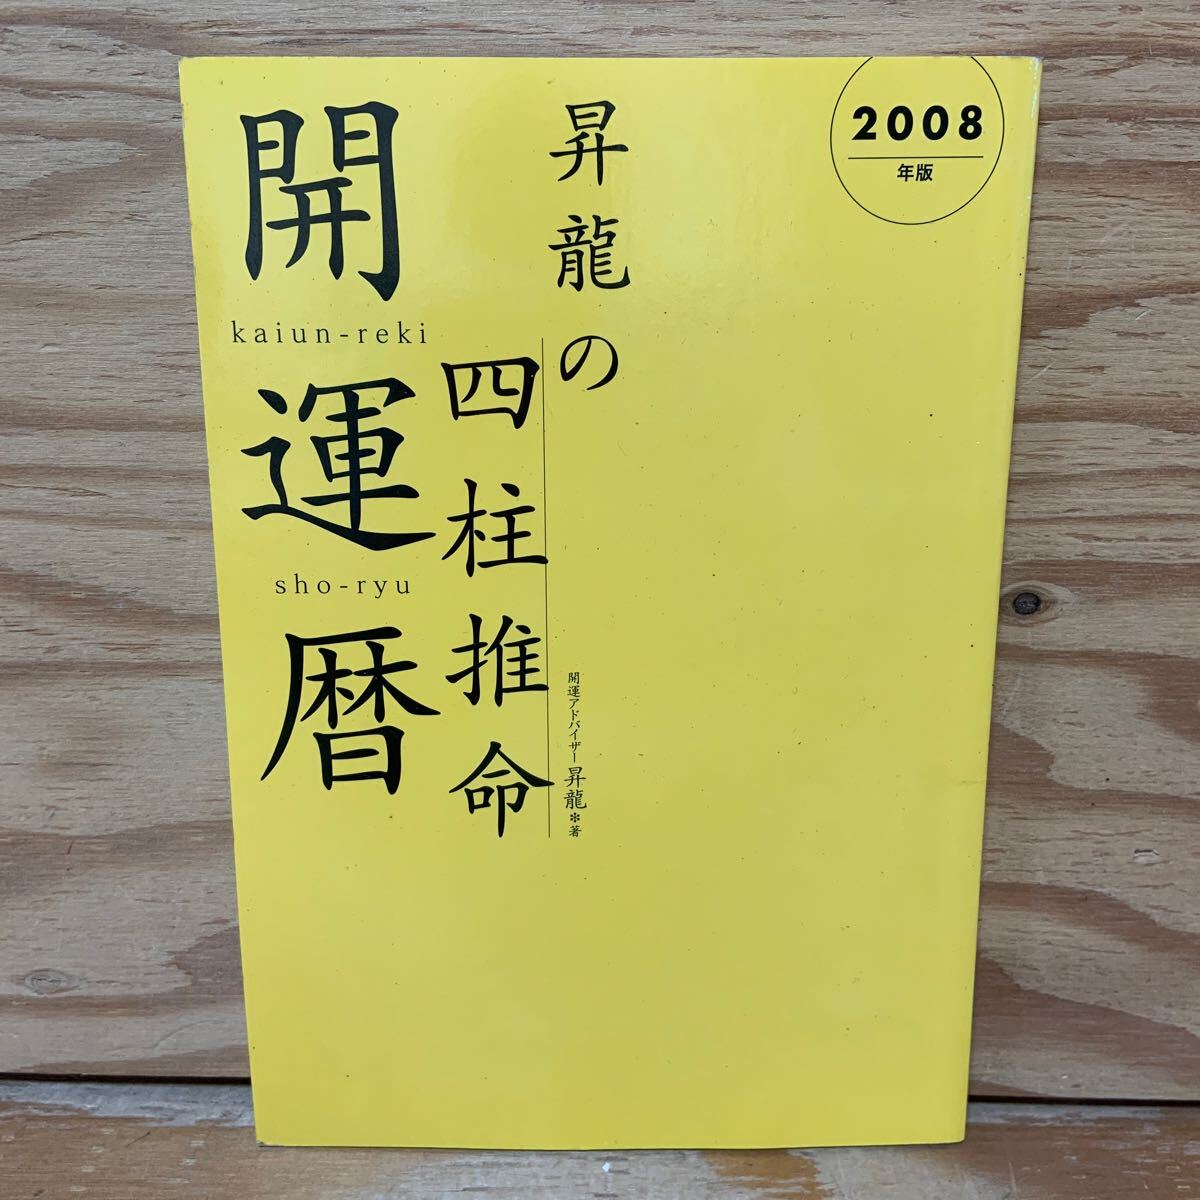 2008
年版
昇龍の
四柱推命
開運暦
kaiun-reki
sho-ryu
開運アドバイザー 昇龍＊著